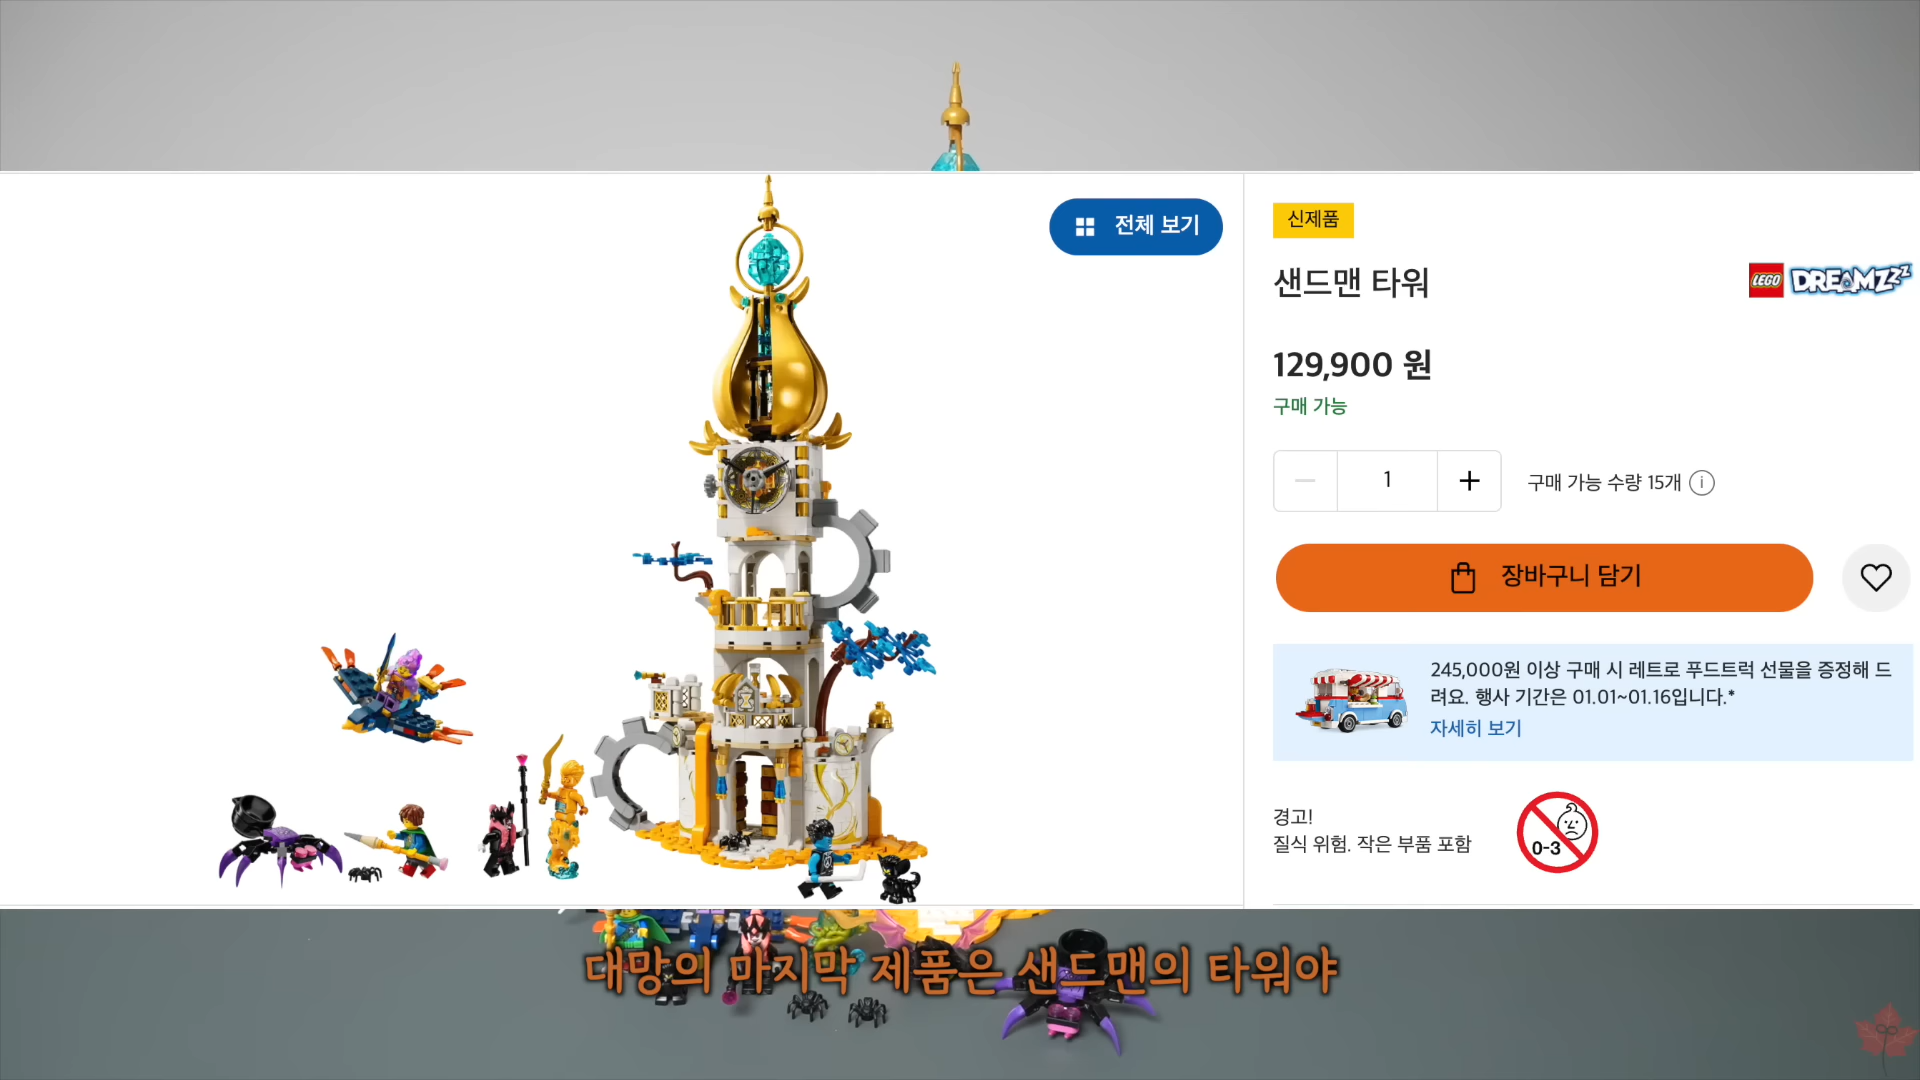 전체 보기
신제품
샌드맨 타워
LEGO DREAMZzz
129,900 원
구매 가능
1
구매 가능 수량 15개
장바구니 담기
245,000원 이상 구매 시 레트로 푸드트럭 선물을 증정해 드
려요. 행사 기간은 01.01~01.16입니다.*
자세히 보기
경고!
질식 위험. 작은 부품 포함
0-3
대망의 마지막 제품은 샌드맨의 타워야